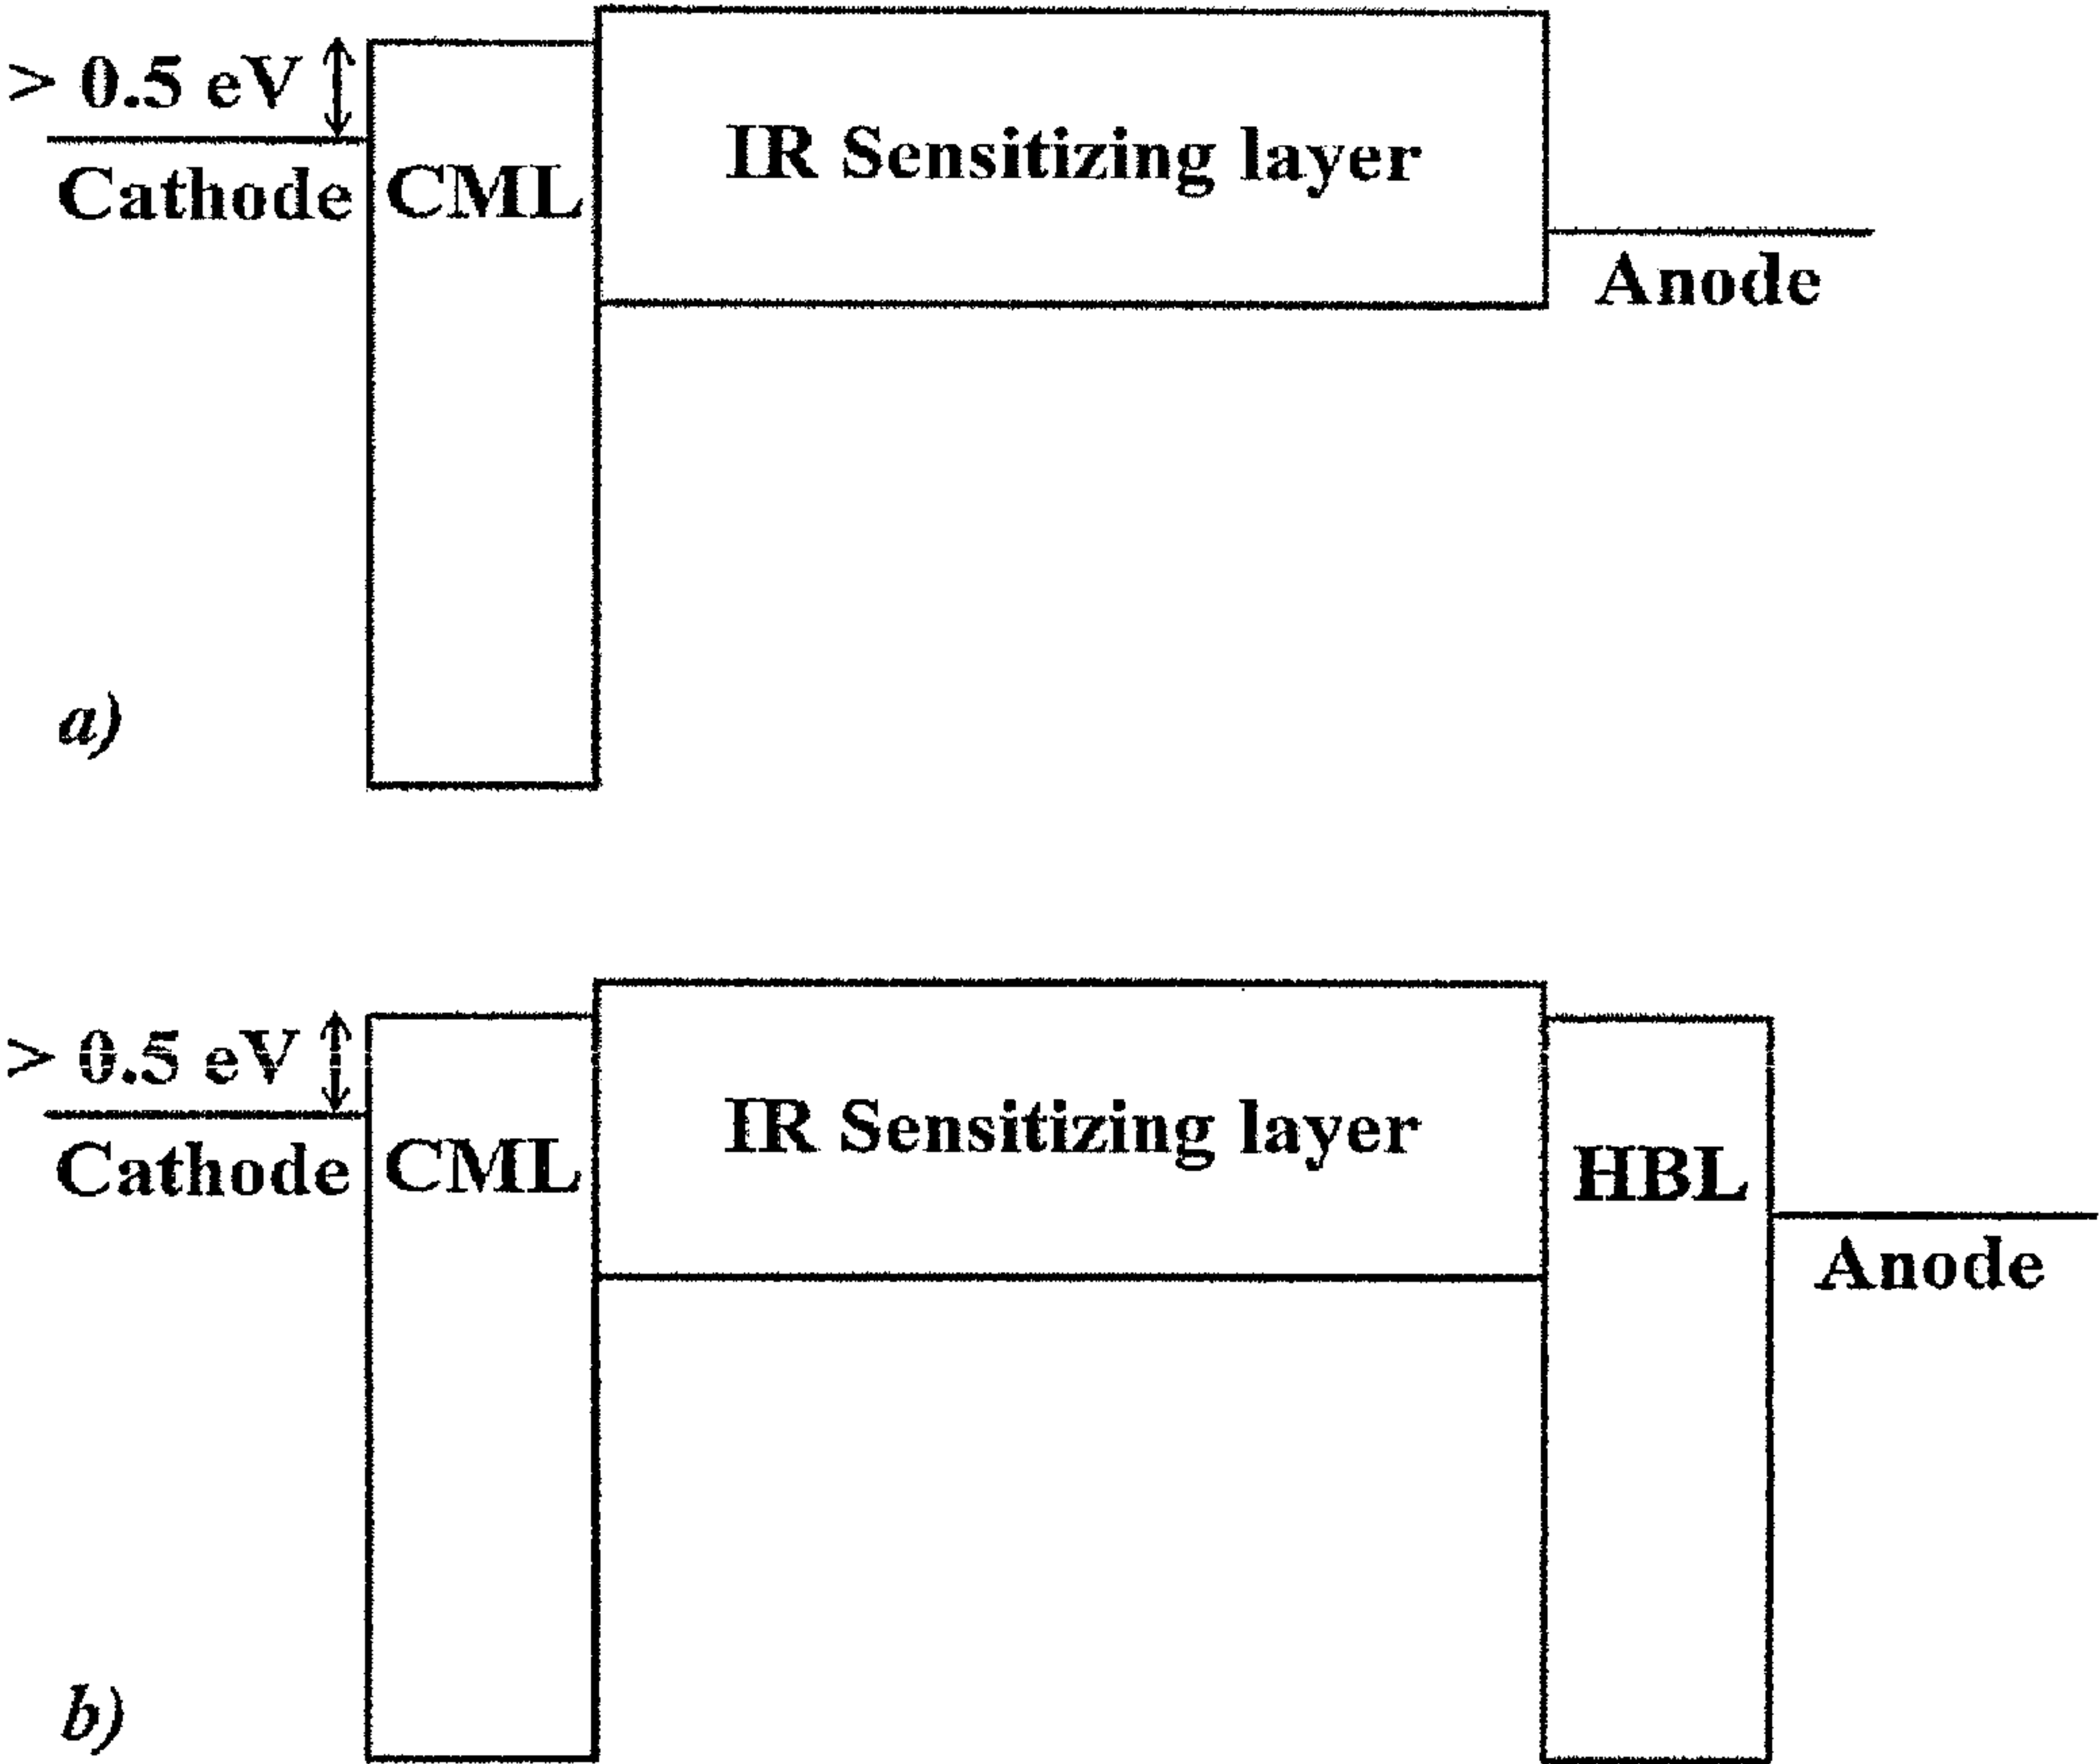 > 0.5 eV
IR Sensitizing layer
Cathode
CML
Anode
a)
> 0.5 eV
IR Sensitizing layer
Cathode
CML
HBL
Anode
b)